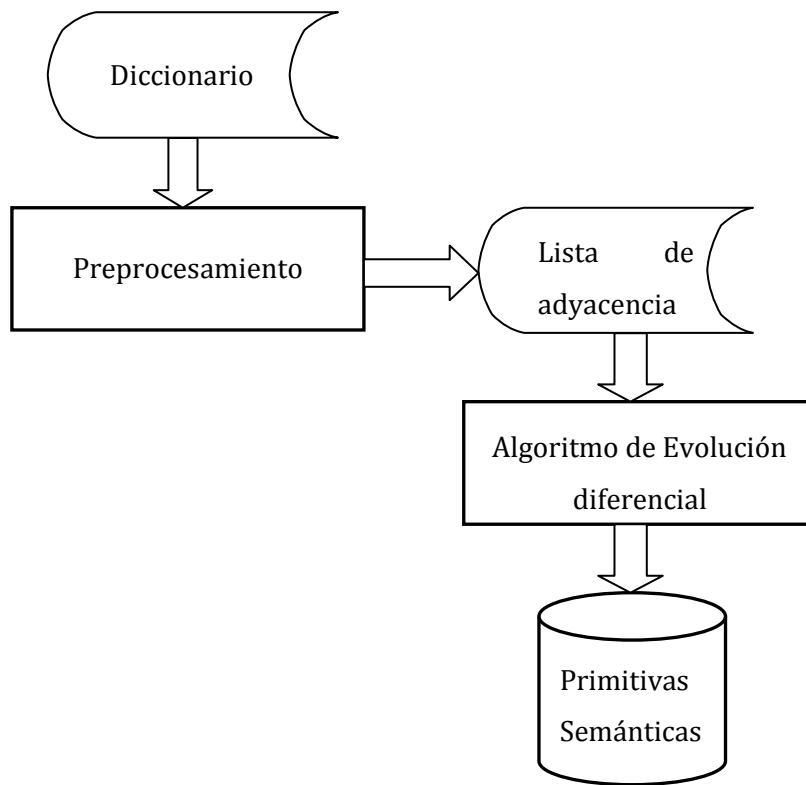 Diccionario
Preprocesamiento
Lista de
adyacencia
Algoritmo de Evolución
diferencial
Primitivas
Semánticas